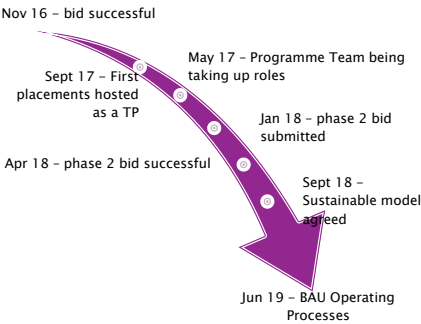 Nov 16 – bid successful
May 17 – Programme Team being
taking up roles
Sept 17 – First
placements hosted
as a TP
Jan 18 – phase 2 bid
submitted
Apr 18 – phase 2 bid successful
Sept 18 –
Sustainable model
agreed
Jun 19 – BAU Operating
Processes